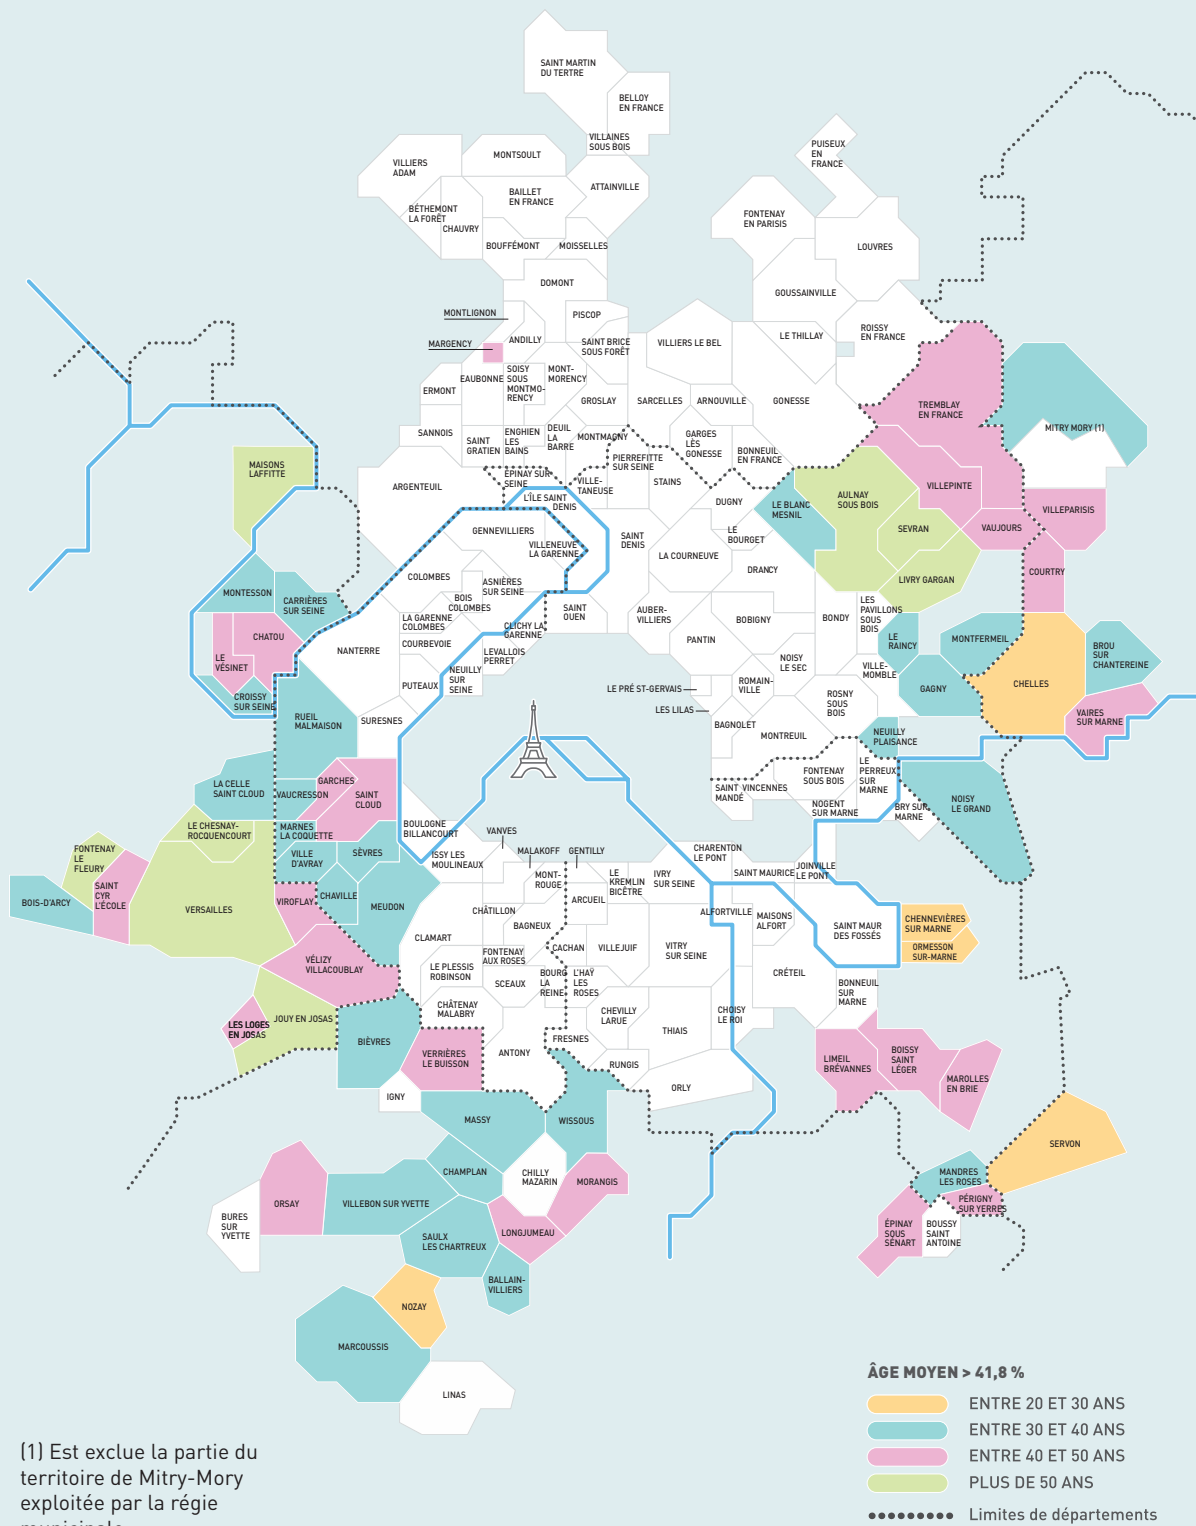 SAINT MARTIN
DU TERTRE
BELLOY
EN FRANCE
VILLAINES
SOUS BOIS
PUISEUX
EN
FRANCE
MONTSOULT
VILLIERS
ADAM
ATTAINVILLE
BAILLET
EN FRANCE
BÉTHEMONT
LA FORÊT
CHAUVRY
FONTENAY
EN PARISIS
BOUFFÉMONT
MOISSELLES
LOUVRES
DOMONT
GOUSSAINVILLE
MONTLIGNON
PISCOP
ROISSY
EN FRANCE
LE THILLAY
ANDILLY
MARGENCY
SAINT BRICE
SOUS FORÊT
VILLIERS LE BEL
EAUBONNE
SOISY
SOUS
MONTMO-
RENCY
MONT-
MORENCY
ERMONT
GROSLAY
SARCELLES
ARNOUVILLE
GONESSE
TREMBLAY
EN FRANCE
MITRY MORY (1)
SANNOIS
SAINT
GRATIEN
ENGHIEN
LES
BAINS
DEUIL
LA
BARRE
MONTMAGNY
GARGES
LÈS
GONESSE
BONNEUIL
EN FRANCE
PIERREFITTE
SUR SEINE
MAISONS
LAFFITTE
ARGENTEUIL
ÉPINAY SUR
SEINE
VILLE-
TANEUSE
STAINS
VILLEPINTE
AULNAY
SOUS BOIS
L'ÎLE SAINT
DENIS
DUGNY
LE BLANC
MESNIL
VILLEPARISIS
GENNEVILLIERS
VILLENEUVE
LA GARENNE
SAINT
DENIS
LE
BOURGET
SEVRAN
VAUJOURS
LA COURNEUVE
DRANCY
COURTRY
LIVRY GARGAN
COLOMBES
ASNIÈRES
SUR SEINE
BOIS
COLOMBES
MONTESSON
CARRIÈRES
SUR SEINE
SAINT
OUEN
AUBER-
VILLIERS
BOBIGNY
BONDY
LES
PAVILLONS
SOUS
BOIS
LA GARENNE
COLOMBES
CLICHY LA
GARENNE
CHATOU
COURBEVOIE
PANTIN
LE
RAINCY
MONTFERMEIL
BROU
SUR
CHANTEREINE
NANTERRE
LEVALLOIS
PERRET
LE
VÉSINET
NOISY
LE SEC
VILLE-
MOMBLE
NEUILLY
SUR
SEINE
PUTEAUX
LE PRÉ ST-GERVAIS
ROMAIN-
VILLE
GAGNY
CHELLES
CROISSY
SUR SEINE
ROSNY
SOUS
BOIS
LES LILAS
RUEIL
MALMAISON
SURESNES
BAGNOLET
MONTREUIL
NEUILLY
PLAISANCE
VAIRES
SUR MARNE
FONTENAY
SOUS BOIS
LE
PERREUX
SUR
MARNE
GARCHES
LA CELLE
SAINT CLOUD
VAUCRESSON
SAINT
CLOUD
SAINT
MANDÉ
VINCENNES
NOGENT
SUR MARNE
BRY SUR
MARNE
NOISY
LE GRAND
LE CHESNAY-
ROCQUENCOURT
MARNES
LA COQUETTE
BOULOGNE
BILLANCOURT
VANVES
FONTENAY
LE
FLEURY
VILLE
D'AVRAY
SÈVRES
ISSY LES
MOULINEAUX
MALAKOFF
GENTILLY
CHARENTON
LE PONT
SAINT MAURICE
JOINVILLE
LE PONT
MONT-
ROUGE
LE
KREMLIN
BICÊTRE
IVRY
SUR SEINE
SAINT
CYR
L'ÉCOLE
BOIS-D'ARCY
VERSAILLES
VIROFLAY
CHAVILLE
MEUDON
ARCUEIL
CHÂTILLON
BAGNEUX
ALFORTVILLE
MAISONS
ALFORT
SAINT MAUR
DES FOSSÉS
CHENNEVIÈRES
SUR MARNE
CLAMART
CACHAN
VILLEJUIF
VITRY
SUR SEINE
ORMESSON
SUR-MARNE
VÉLIZY
VILLACOUBLAY
FONTENAY
AUX ROSES
LE PLESSIS
ROBINSON
SCEAUX
BOURG
LA
REINE
L'HAŸ
LES
ROSES
CRÉTEIL
BONNEUIL
SUR
MARNE
CHÂTENAY
MALABRY
CHEVILLY
LARUE
CHOISY
LE ROI
LES LOGES
EN JOSAS
JOUY EN JOSAS
BIÈVRES
THIAIS
FRESNES
VERRIÈRES
LE BUISSON
ANTONY
RUNGIS
LIMEIL
BRÉVANNES
BOISSY
SAINT
LÉGER
MAROLLES
EN BRIE
ORLY
IGNY
MASSY
WISSOUS
SERVON
CHAMPLAN
CHILLY
MAZARIN
MORANGIS
MANDRES
LES ROSES
ORSAY
VILLEBON SUR YVETTE
PÉRIGNY
SUR YERRES
BURES
SUR
YVETTE
SAULX
LES CHARTREUX
LONGJUMEAU
ÉPINAY
SOUS
SÉNART
BOUSSY
SAINT
ANTOINE
BALLAIN-
VILLIERS
NOZAY
MARCOUSSIS
LINAS
ÂGE MOYEN > 41,8 %
ENTRE 20 ET 30 ANS
ENTRE 30 ET 40 ANS
ENTRE 40 ET 50 ANS
PLUS DE 50 ANS
Limites de départements
(1) Est exclue la partie du
territoire de Mitry-Mory
exploitée par la régie